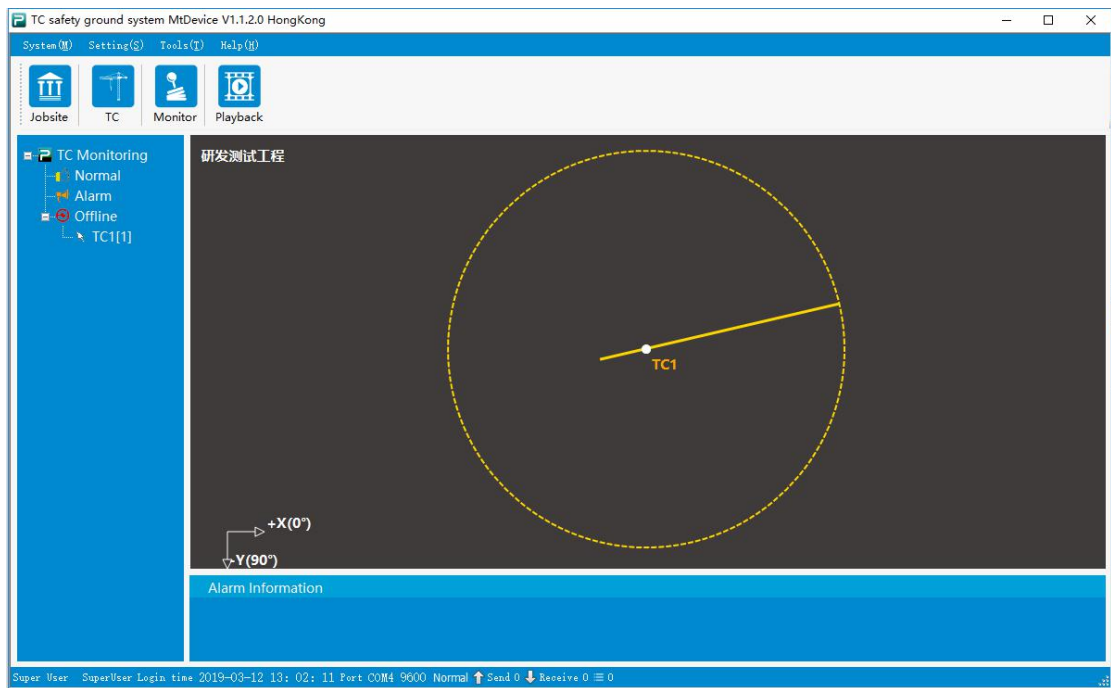 TC safety ground system MtDevice V1.1.2.0 HongKong
System(M) Setting(S) Tools(T) Help(H)
Jobsite TC Monitor Playback
TC Monitoring
Normal
Alarm
Offline
TC1[1]
研发测试工程
TC1
+X(0°)
-Y(90°)
Alarm Information
Super User SuperUser Login time 2019-03-12 13: 02: 11 Port COM4 9600 Normal Send 0 Receive 0 0